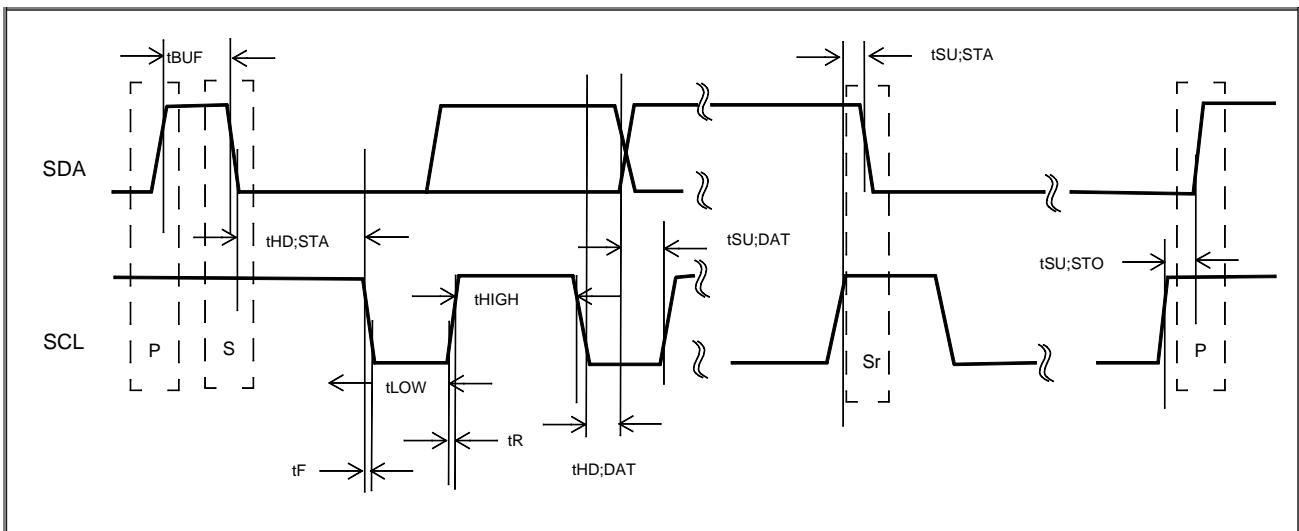 tBUF
tSU;STA
SDA
tHD;STA
tSU;DAT
tSU;STO
tHIGH
SCL
P
S
Sr
P
tLOW
tR
tF
tHD;DAT